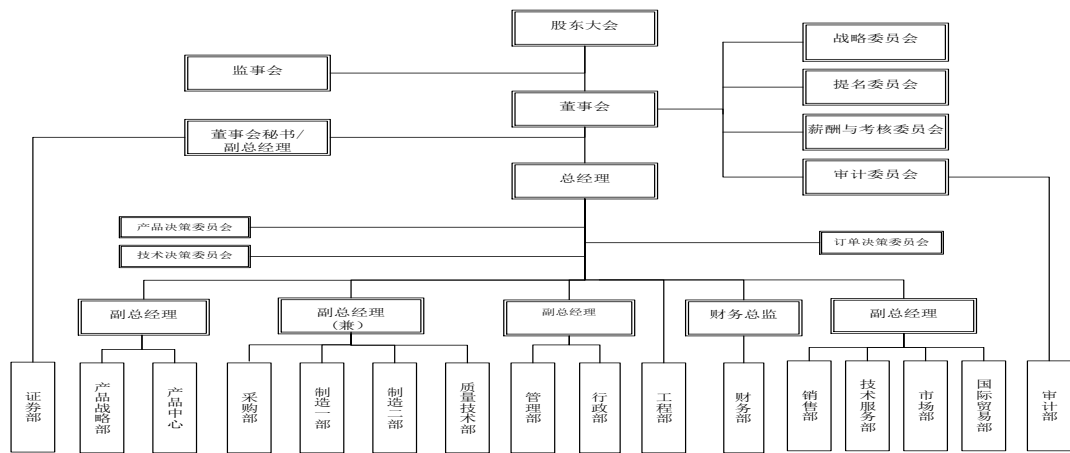 股东大会
战略委员会
监事会
提名委员会
董事会
董事会秘书/
副总经理
薪酬与考核委员会
总经理
审计委员会
产品决策委员会
订单决策委员会
技术决策委员会
副总经理
副总经理
（兼）
副总经理
财务总监
副总经理
证券部
产品战略部
产品中心
采购部
制造一部
制造二部
质量技术部
管理部
行政部
工程部
财务部
销售部
技术服务部
市场部
国际贸易部
审计部